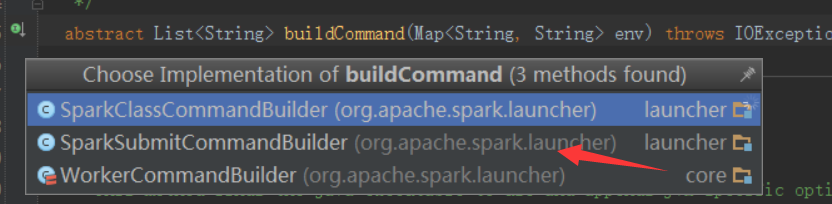 */
abstract List<String> buildCommand(Map<String, String> env) throws IOExceptio
Choose Implementation of buildCommand (3 methods found)
SparkClassCommandBuilder (org.apache.spark.launcher) launcher
SparkSubmitCommandBuilder (org.apache.spark.launcher) launcher
WorkerCommandBuilder (org.apache.spark.launcher) core
opti